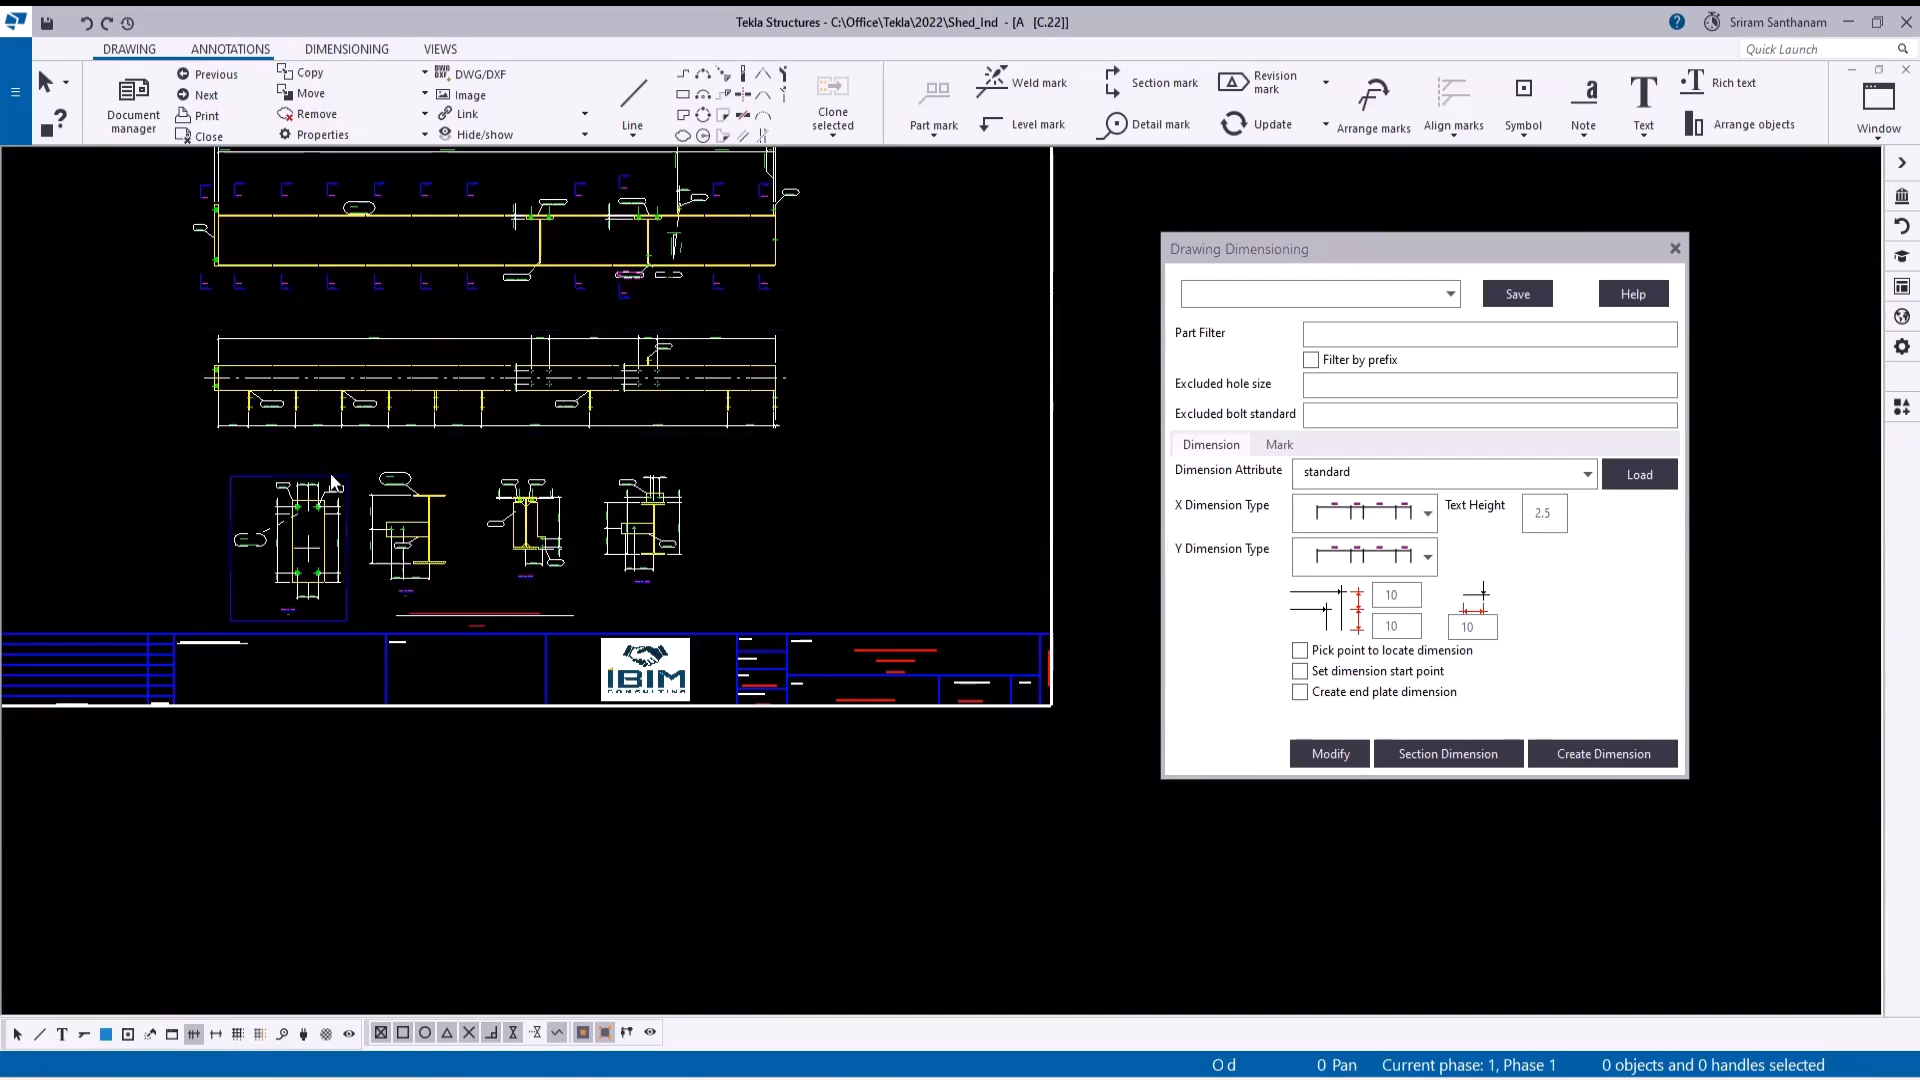 Tekla Structures - C:\Office\Tekla\2022\Shed_Ind - [A [C.22]]
Sriram Santhanam
DRAWING ANNOTATIONS DIMENSIONING VIEWS
Quick Launch
Document manager
Previous
Next
Print
Close
Copy
Move
Remove
Properties
DWG/DXF
Image
Link
Hide/show
Line
Clone selected
Part mark
Weld mark
Level mark
Section mark
Detail mark
Revision mark
Update
Arrange marks
Align marks
Symbol
Note
Text
Rich text
Arrange objects
Window
Drawing Dimensioning
Save
Help
Part Filter
Filter by prefix
Excluded hole size
Excluded bolt standard
Dimension Mark
Dimension Attribute standard Load
X Dimension Type Text Height 2.5
Y Dimension Type
10
10 10
Pick point to locate dimension
Set dimension start point
Create end plate dimension
Modify Section Dimension Create Dimension
iBIM
CONSULTING
O d 0 Pan Current phase: 1, Phase 1 0 objects and 0 handles selected